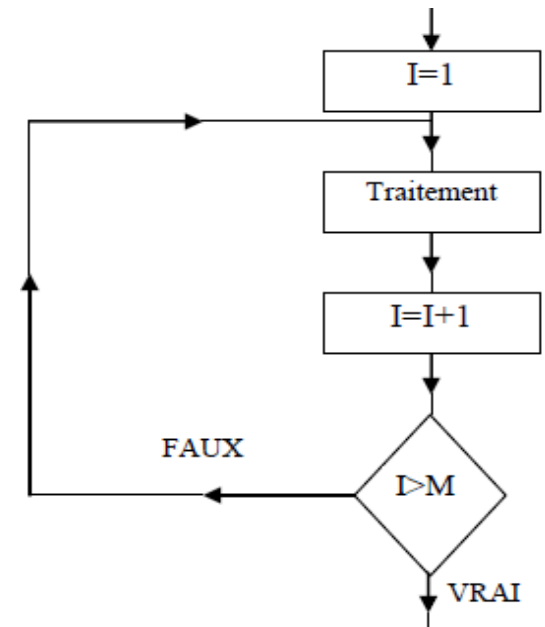 I=1
Traitement
I=I+1
FAUX
I>M
VRAI